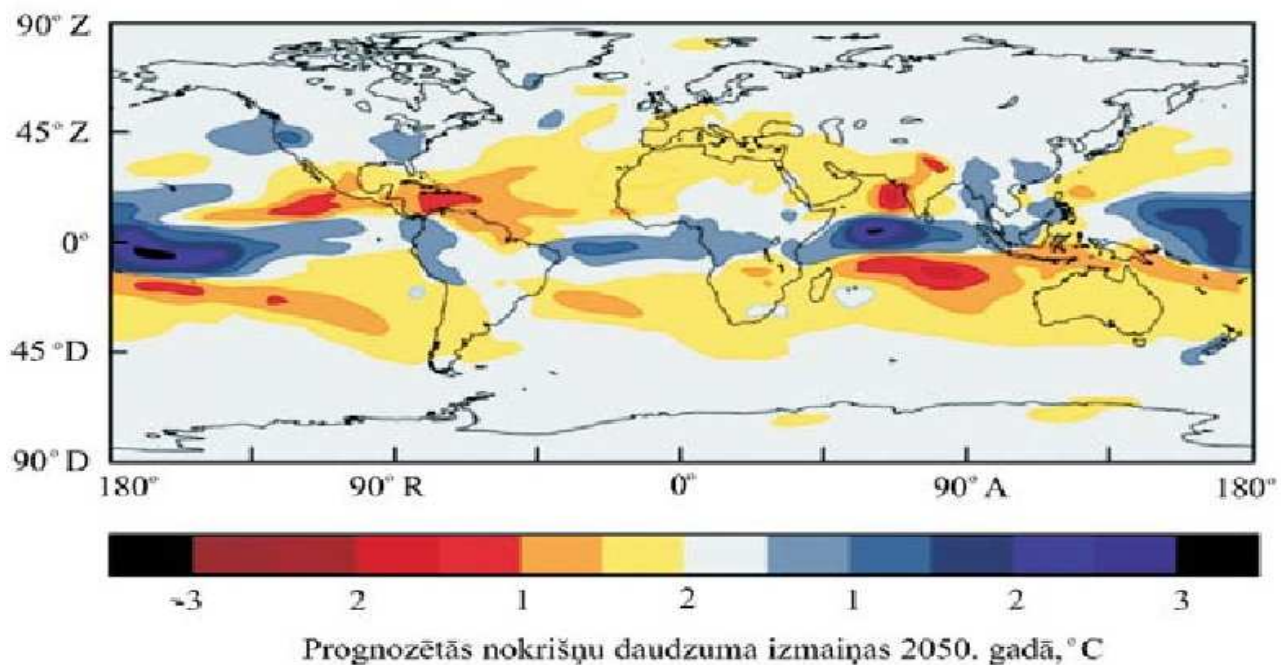 90° Z
45° Z
0°
45° D
90° D
180° 90° R 0° 90° A 180°
-3 2 1 2 1 2 3
Prognozētās nokrišņu daudzuma izmaiņas 2050. gadā, °C